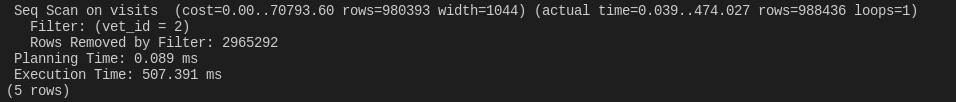 Seq Scan on visits  (cost=0.00..70793.60 rows=980393 width=1044) (actual time=0.039..474.027 rows=988436 loops=1)
Filter: (vet_id = 2)
Rows Removed by Filter: 2965292
Planning Time: 0.089 ms
Execution Time: 507.391 ms
(5 rows)